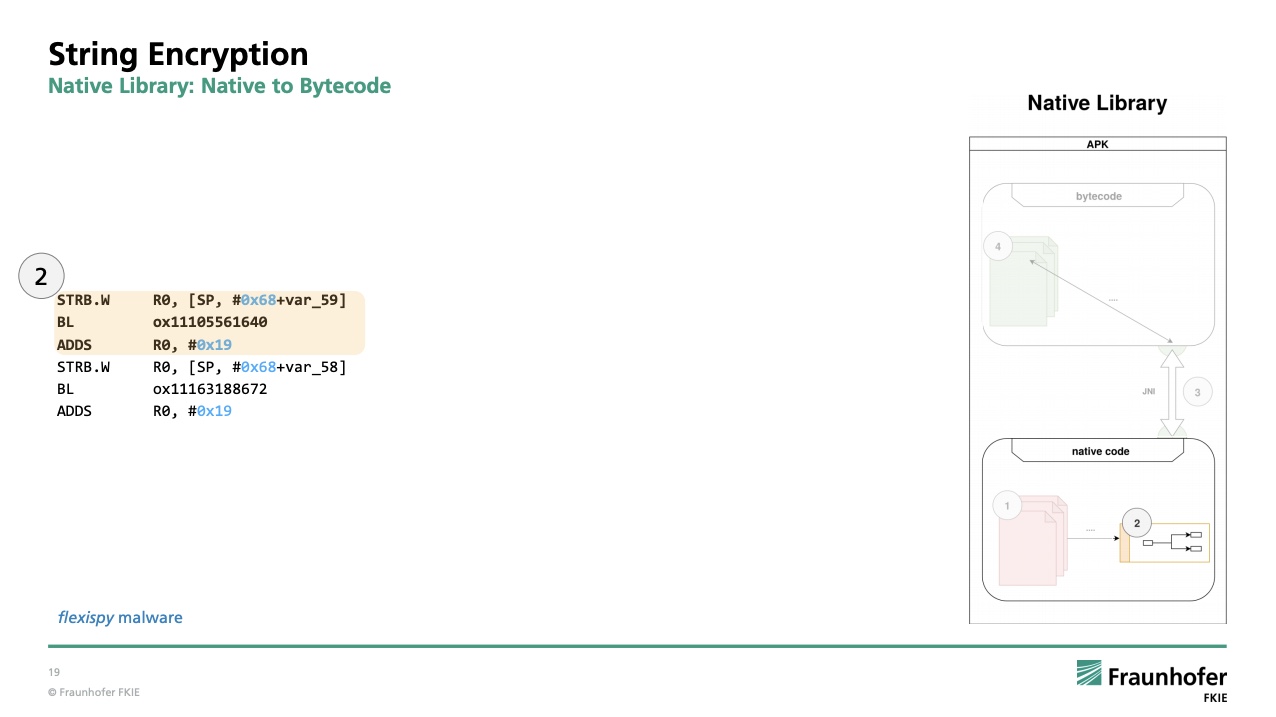 String Encryption
Native Library: Native to Bytecode
Native Library
APK
bytecode
4
....
JNI
3
native code
1
....
2
2
STRB.W R0, [SP, #0x68+var_59]
BL ox11105561640
ADDS R0, #0x19
STRB.W R0, [SP, #0x68+var_58]
BL ox11163188672
ADDS R0, #0x19
flexispy malware
19
© Fraunhofer FKIE
Fraunhofer
FKIE